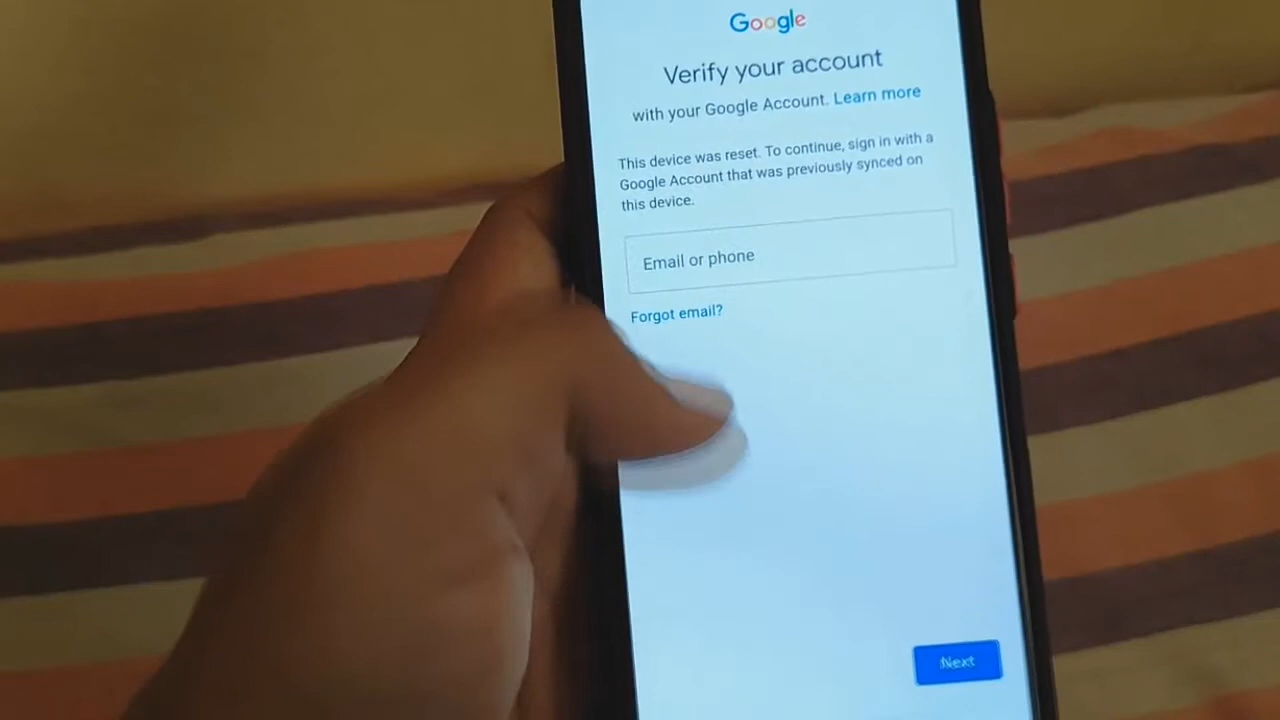 Google
Verify your account
with your Google Account. Learn more
This device was reset. To continue, sign in with a
Google Account that was previously synced on
this device.
Email or phone
Forgot email?
Next